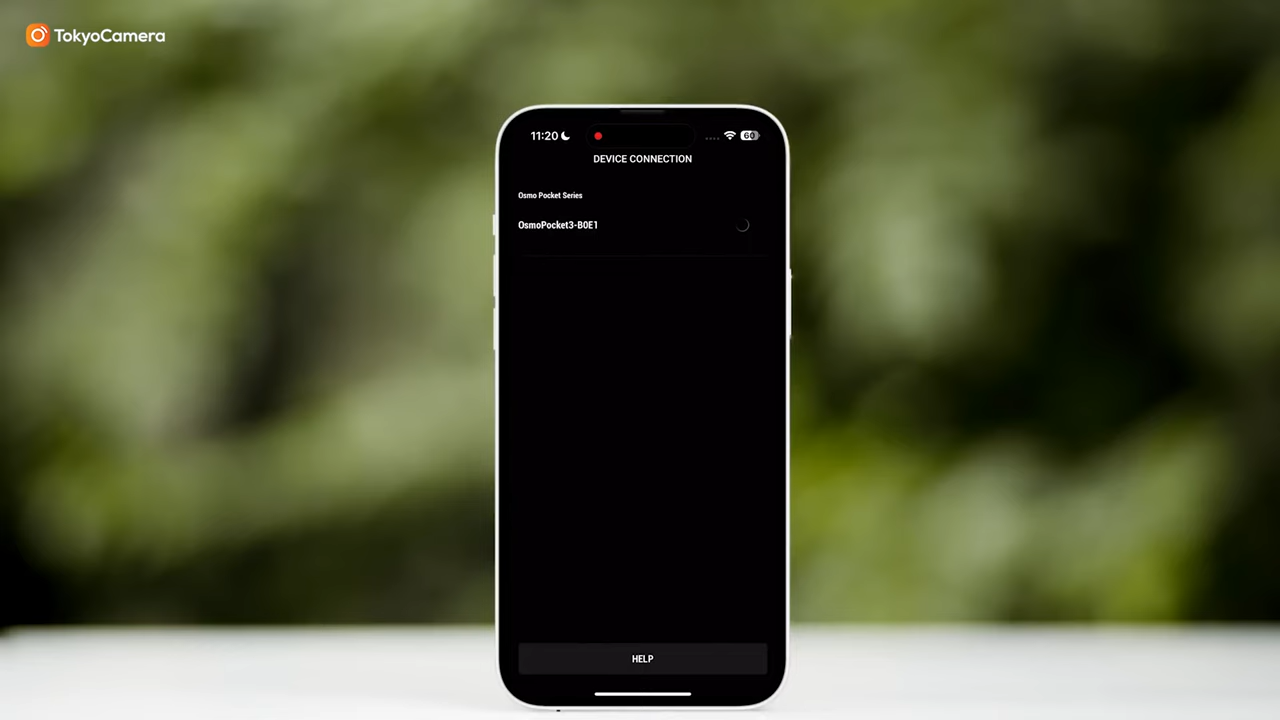 TokyoCamera
11:20
60
DEVICE CONNECTION
Osmo Pocket Series
OsmoPocket3-B0E1
HELP